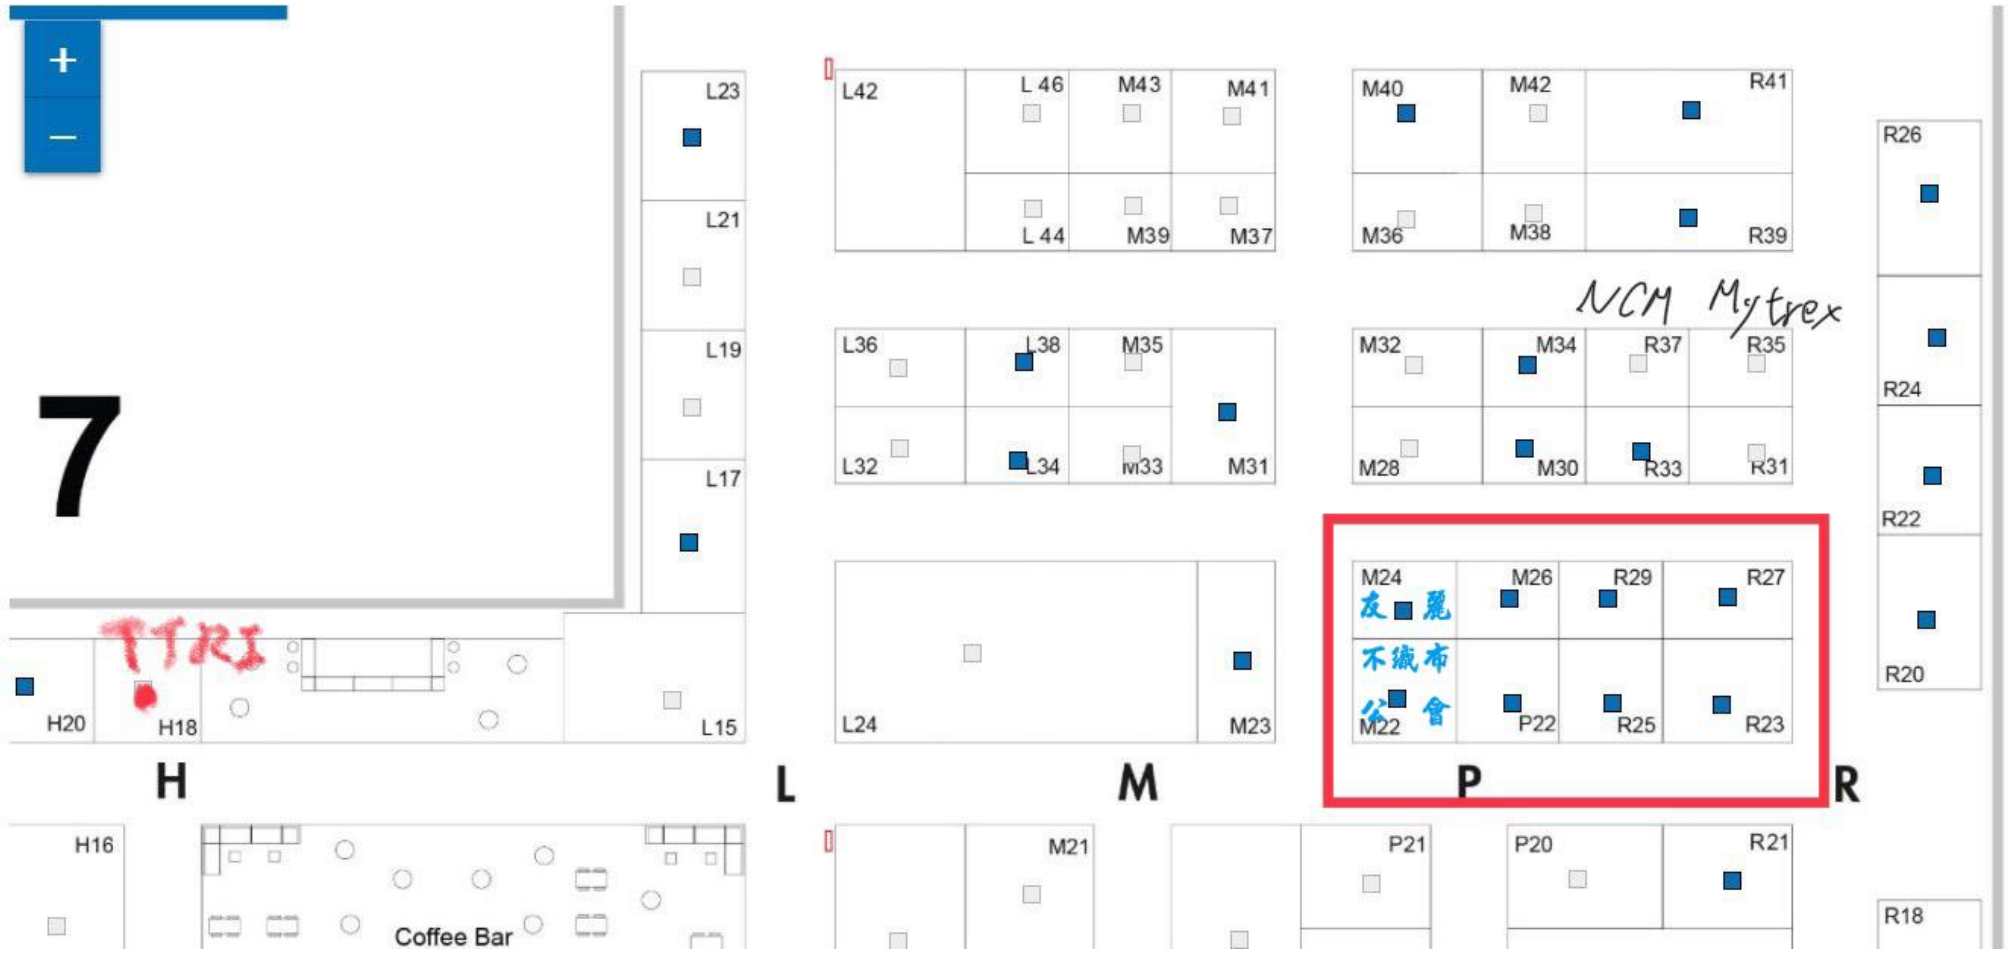 +
−
7
L23
L21
L19
L17
L15
TTRI
H20
H18
H
L
H16
Coffee Bar
L42
L 46
M43
M41
L 44
M39
M37
L36
L38
M35
L32
L34
M33
M31
L24
M23
M
M21
M40
M42
R41
M36
M38
R39
NCM Mytrex
M32
M34
R37
R35
M28
M30
R33
R31
M24
M26
R29
R27
友麗
不織布
公會
M22
P22
R25
R23
P
R
P21
P20
R21
R26
R24
R22
R20
R18